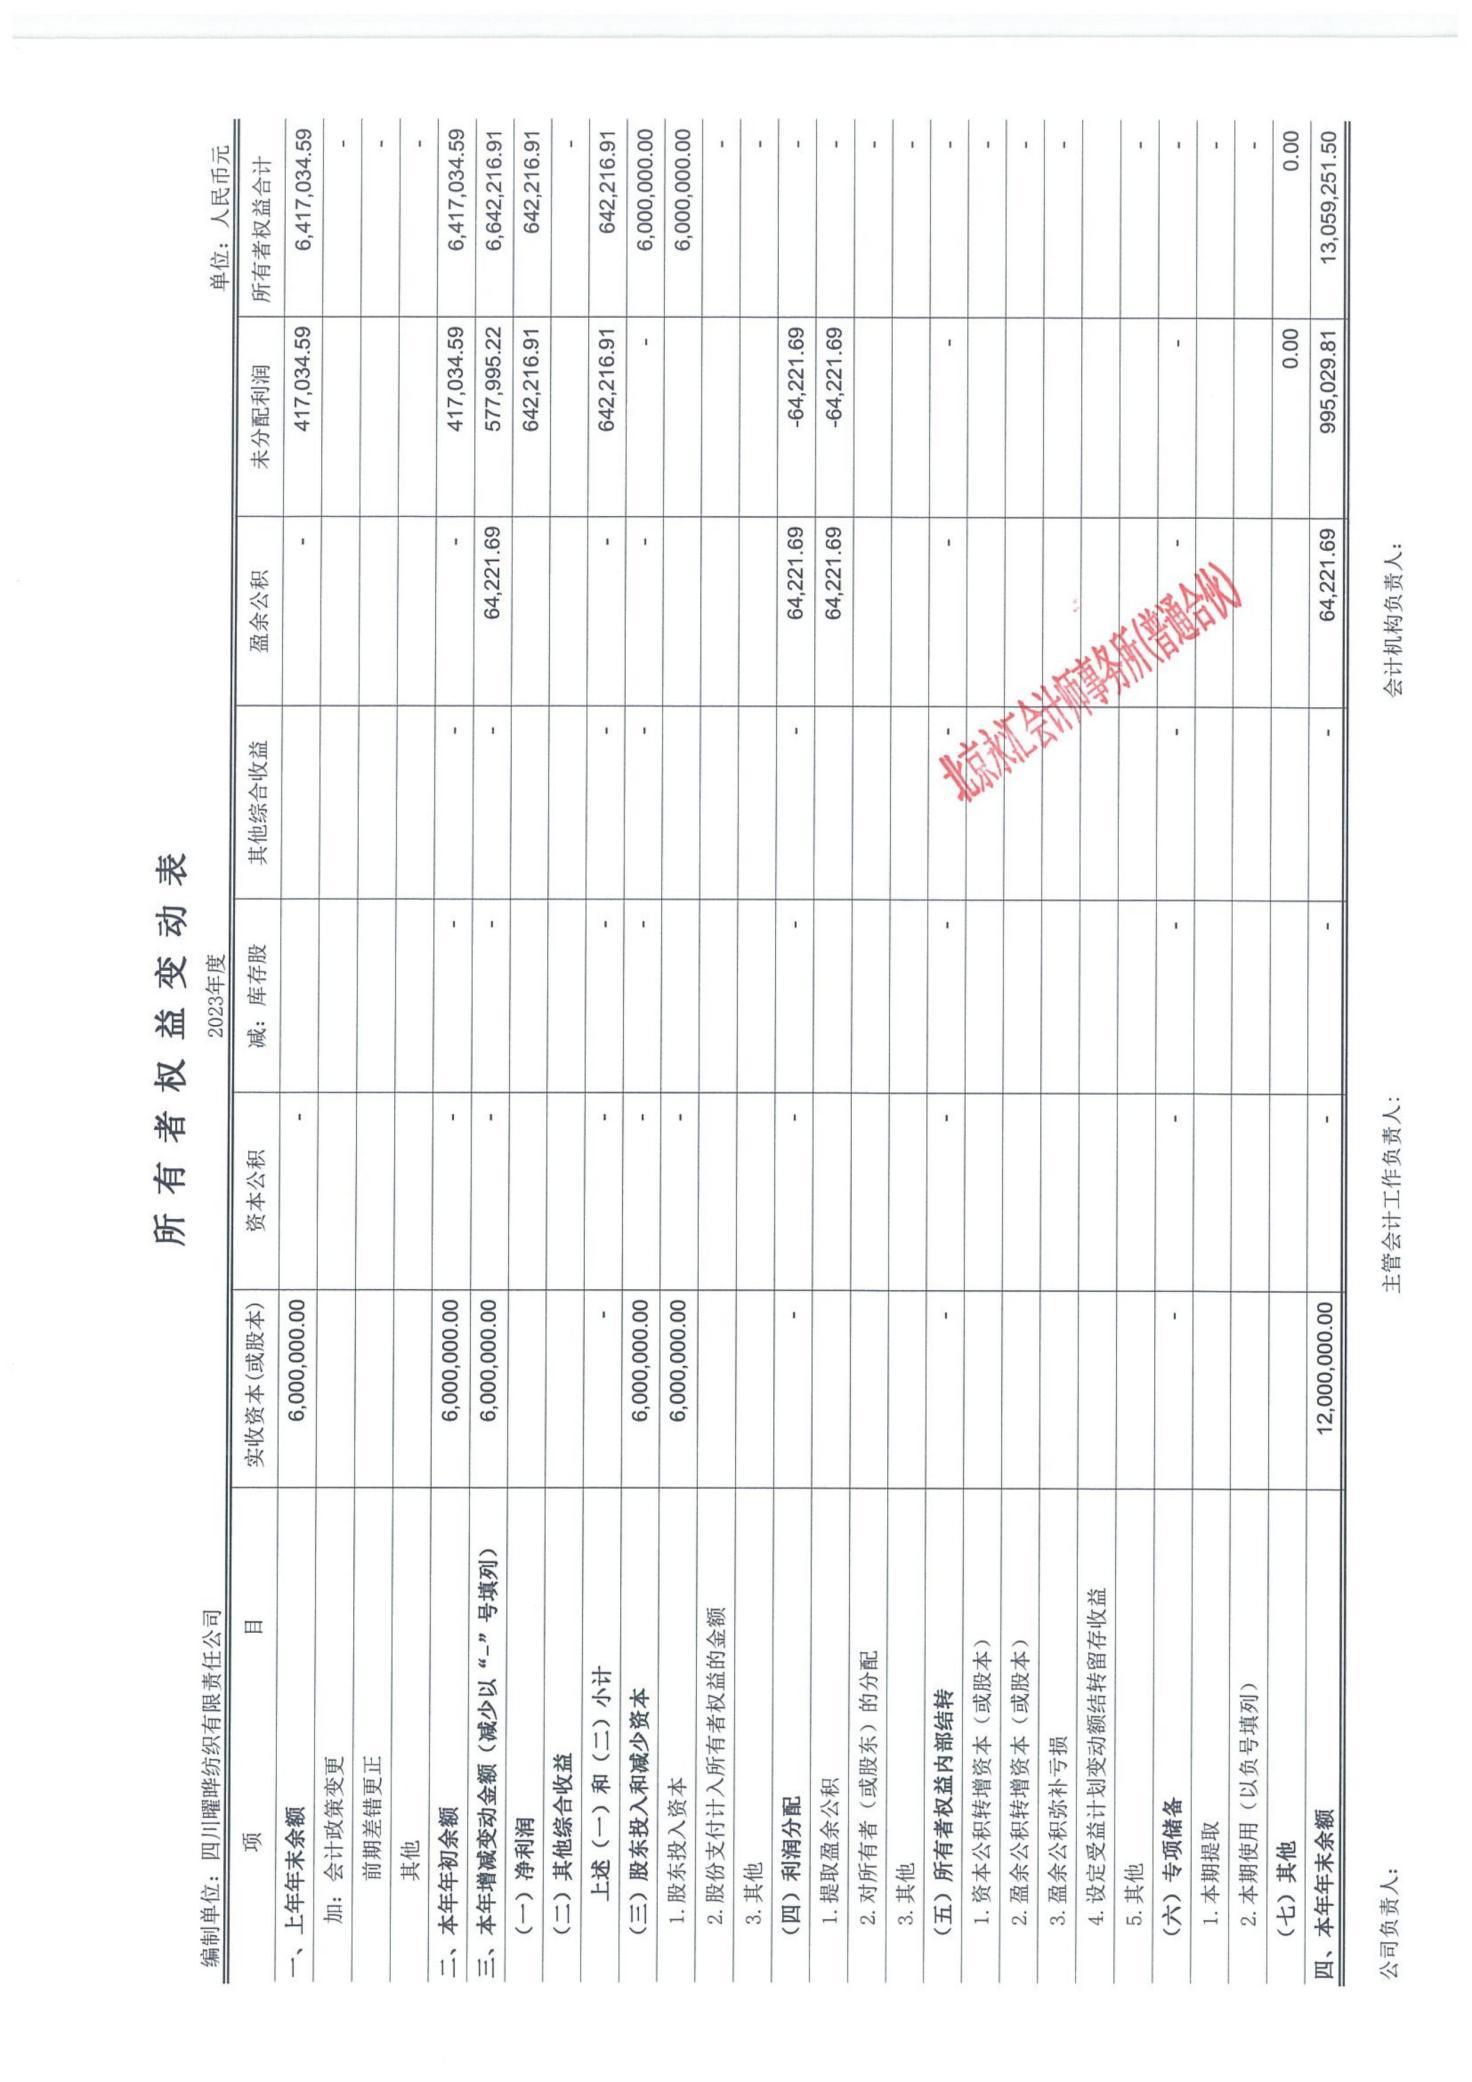 所有者权益变动表
2023年度
编制单位：四川曜晔纺织有限责任公司 单位：人民币元
项 目 实收资本(或股本) 资本公积 减：库存股 其他综合收益 盈余公积 未分配利润 所有者权益合计
一、上年年末余额 6,000,000.00 - - 417,034.59 6,417,034.59
加：会计政策变更 -
前期差错更正 -
其他 -
二、本年年初余额 6,000,000.00 - - - - 417,034.59 6,417,034.59
三、本年增减变动金额（减少以“-”号填列） 6,000,000.00 - - - 64,221.69 577,995.22 6,642,216.91
（一）净利润 642,216.91 642,216.91
（二）其他综合收益 -
上述（一）和（二）小计 - - - - - 642,216.91 642,216.91
（三）股东投入和减少资本 6,000,000.00 - - - - - 6,000,000.00
1.股东投入资本 6,000,000.00 - 6,000,000.00
2.股份支付计入所有者权益的金额 -
3.其他 -
（四）利润分配 - - - - 64,221.69 -64,221.69 -
1.提取盈余公积 64,221.69 -64,221.69 -
2.对所有者（或股东）的分配 -
3.其他 -
（五）所有者权益内部结转 - - - - - - -
1.资本公积转增资本（或股本） -
2.盈余公积转增资本（或股本） -
3.盈余公积弥补亏损 -
4.设定受益计划变动额结转留存收益
5.其他 -
（六）专项储备 - - - - - - -
1.本期提取 -
2.本期使用（以负号填列） -
（七）其他 0.00 0.00
四、本年年末余额 12,000,000.00 - - - 64,221.69 995,029.81 13,059,251.50
北京永汇会计师事务所(普通合伙)
公司负责人： 主管会计工作负责人： 会计机构负责人：